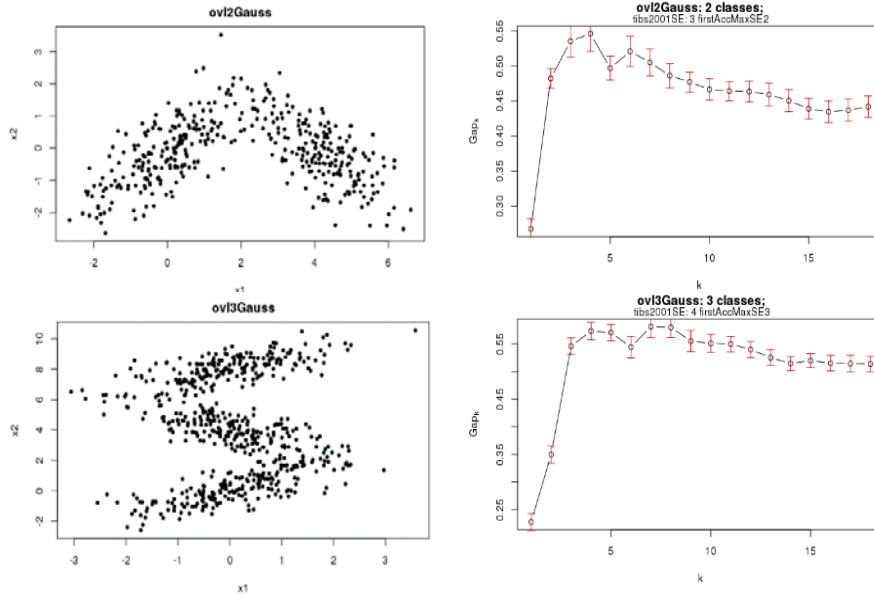 ovl2Gauss
x2
3
2
1
0
-1
-2
-2 0 2 4 6
x1
ovl2Gauss: 2 classes;
tibs2001SE: 3 firstAccMaxSE2
Gapk
0.55
0.50
0.45
0.40
0.35
0.30
5 10 15
k
ovl3Gauss
x2
10
8
6
4
2
0
-2
-3 -2 -1 0 1 2 3
x1
ovl3Gauss: 3 classes;
tibs2001SE: 4 firstAccMaxSE3
Gapk
0.55
0.45
0.35
0.25
5 10 15
k